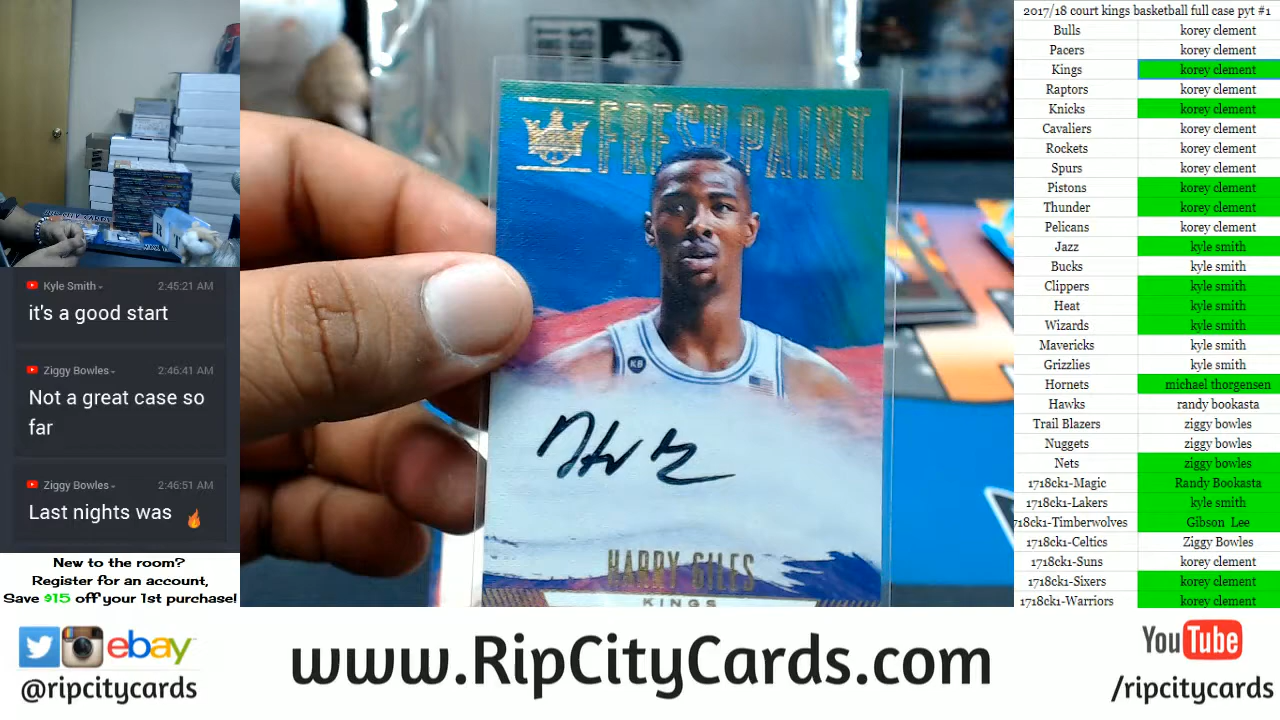 2017/18 court kings basketball full case pyt #1
Bulls korey clement
Pacers korey clement
Kings korey clement
Raptors korey clement
Knicks korey clement
Cavaliers korey clement
Rockets korey clement
Spurs korey clement
Pistons korey clement
Thunder korey clement
Pelicans korey clement
Jazz kyle smith
Bucks kyle smith
Clippers kyle smith
Heat kyle smith
Wizards kyle smith
Mavericks kyle smith
Grizzlies kyle smith
Hornets michael thorgensen
Hawks randy bookasta
Trail Blazers ziggy bowles
Nuggets ziggy bowles
Nets ziggy bowles
1718ck1-Magic Randy Bookasta
1718ck1-Lakers kyle smith
718ck1-Timberwolves Gibson Lee
1718ck1-Celtics Ziggy Bowles
1718ck1-Suns korey clement
1718ck1-Sixers korey clement
1718ck1-Warriors korey clement
FRESH PAINT
KB
HARRY GILES
KINGS
Kyle Smith 2:45:21 AM
it's a good start
Ziggy Bowles 2:46:41 AM
Not a great case so
far
Ziggy Bowles 2:46:51 AM
Last nights was 🔥
New to the room?
Register for an account,
Save $15 off your 1st purchase!
ebay
@ripcitycards
www.RipCityCards.com
YouTube
/ripcitycards